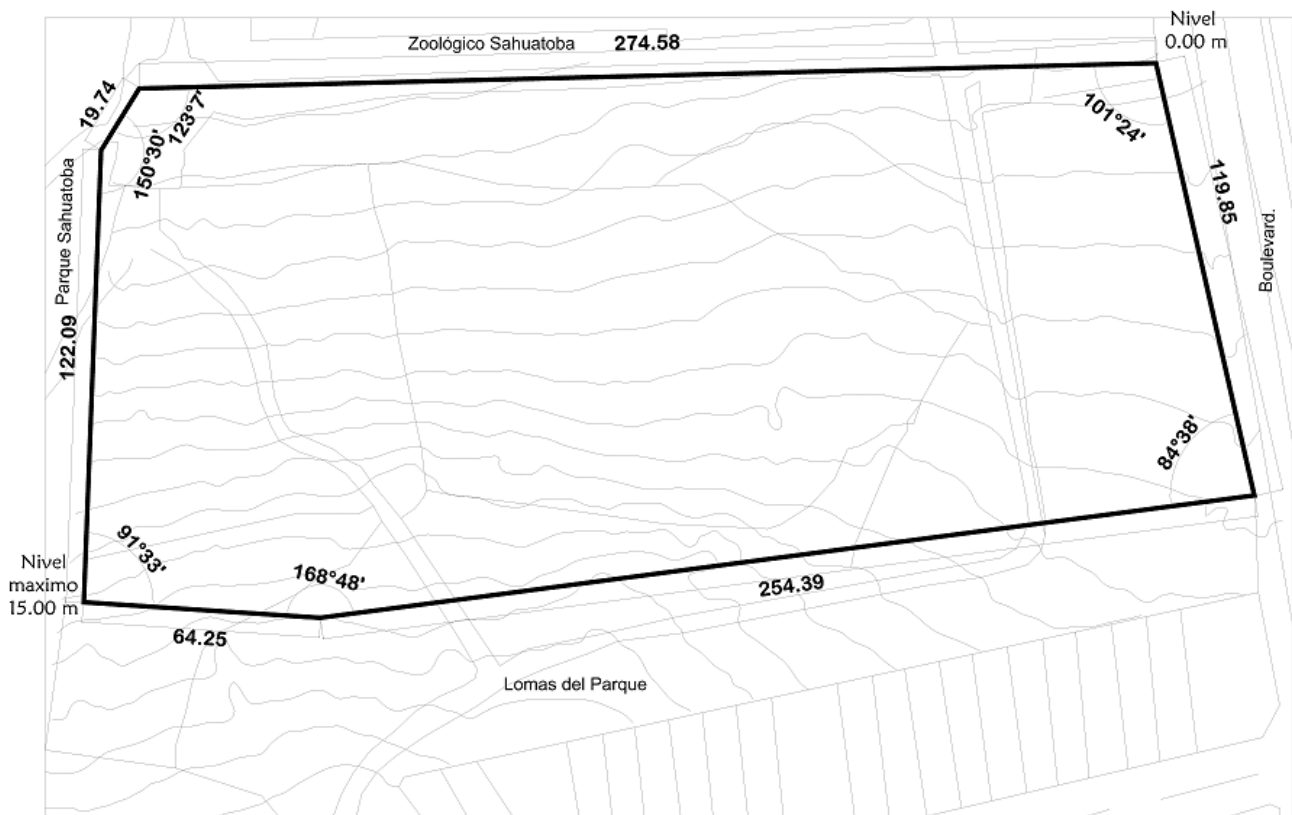 Nivel
0.00 m
Zoológico Sahuatoba 274.58
19.74
123°7'
150°30'
101°24'
119.85
Boulevard.
Parque Sahuatoba
122.09
84°38'
91°33'
Nivel
maximo
15.00 m
168°48'
254.39
64.25
Lomas del Parque